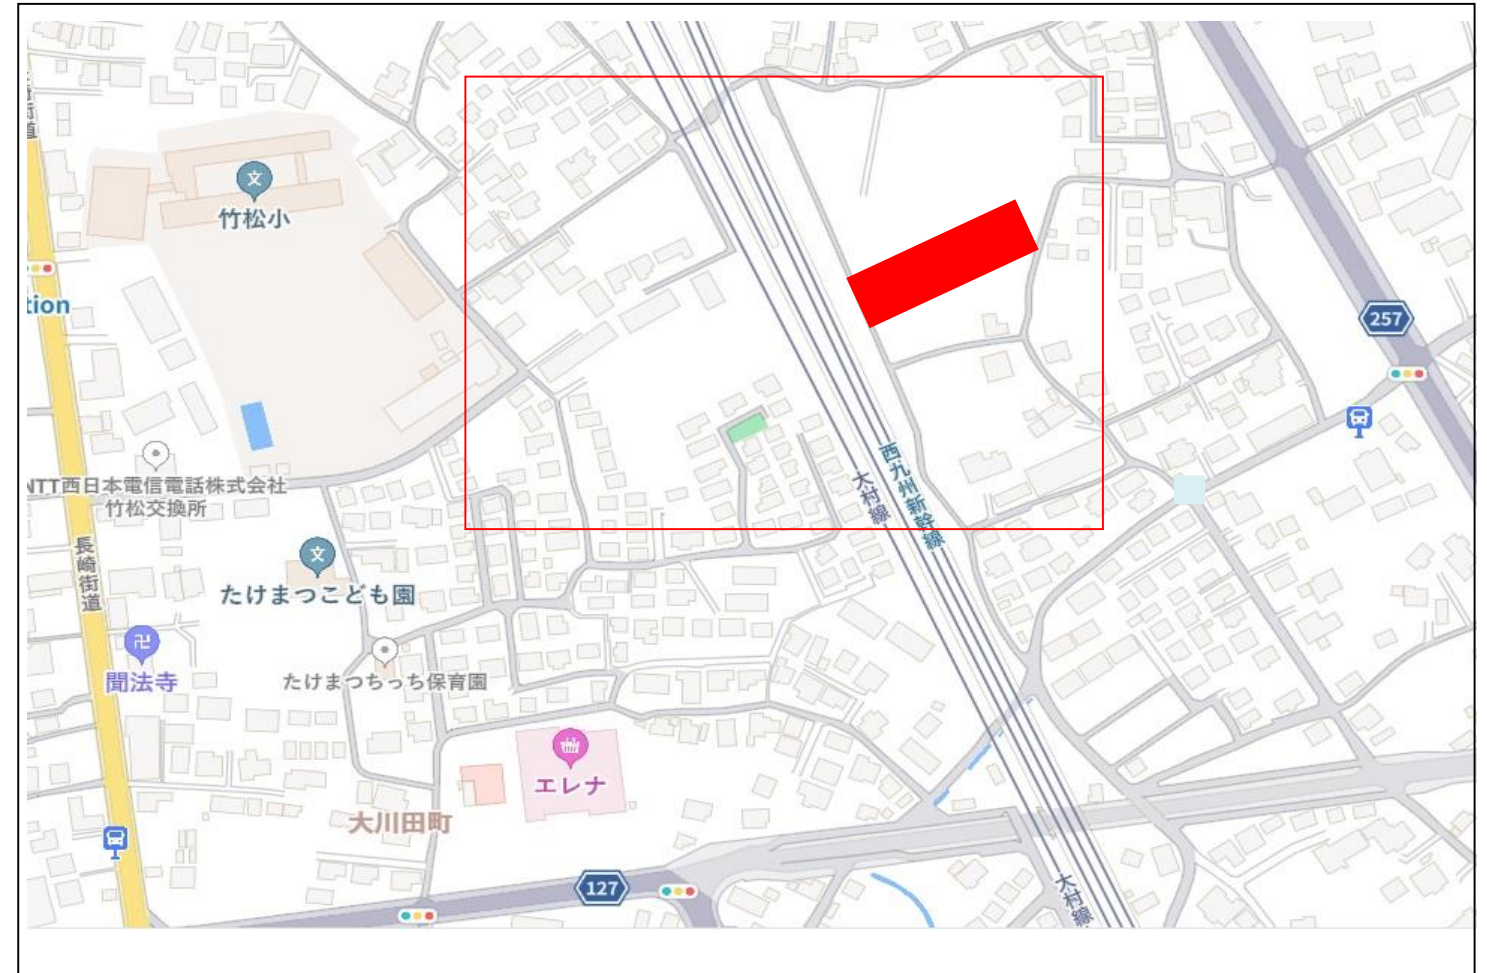 街道
竹松小
tion
257
NTT西日本電信電話株式会社
竹松交換所
西九州新幹線
大村線
長崎街道
たけまつこども園
聞法寺
たけまつちっち保育園
エレナ
大川田町
127
大村線